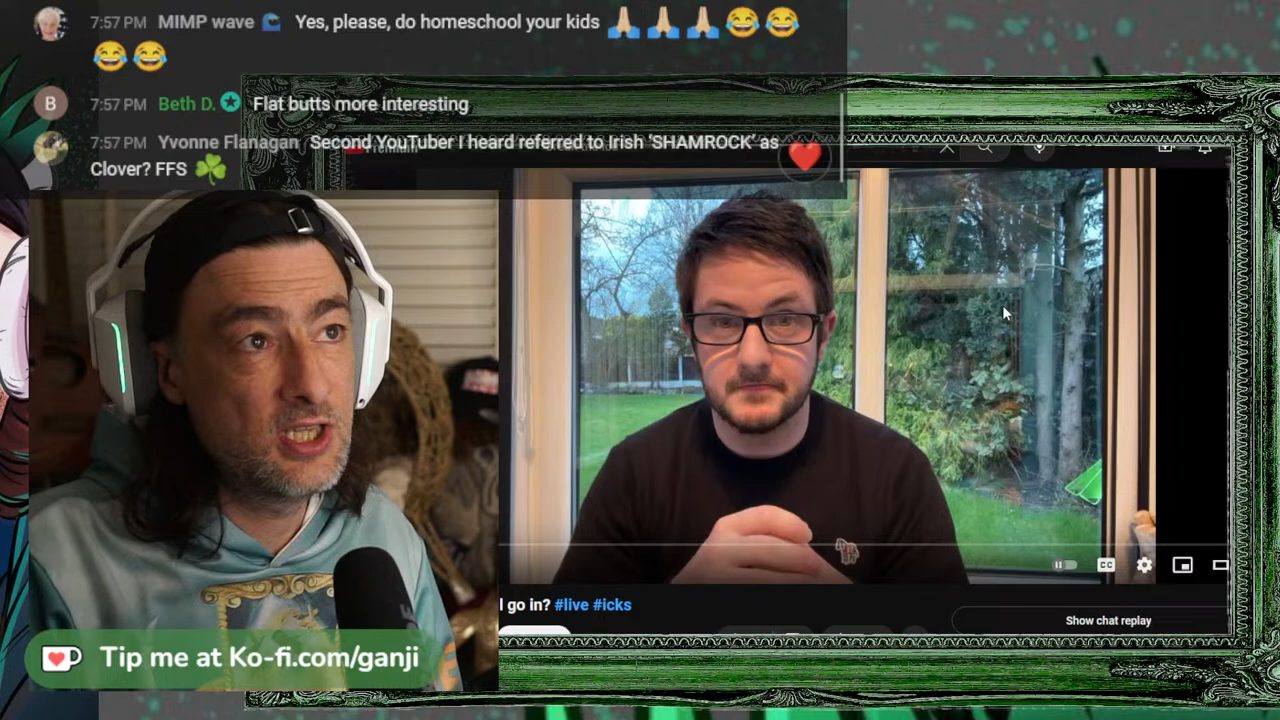 7:57 PM MIMP wave 🌊 Yes, please, do homeschool your kids 🙏🏼🙏🏼🙏🏼😂😂
😂😂
B 7:57 PM Beth D. Flat butts more interesting
7:57 PM Yvonne Flanagan Second YouTuber I heard referred to Irish ‘SHAMROCK’ as
Clover? FFS ☘️
Premium
CC
I go in? #live #icks
Show chat replay
Tip me at Ko-fi.com/ganji